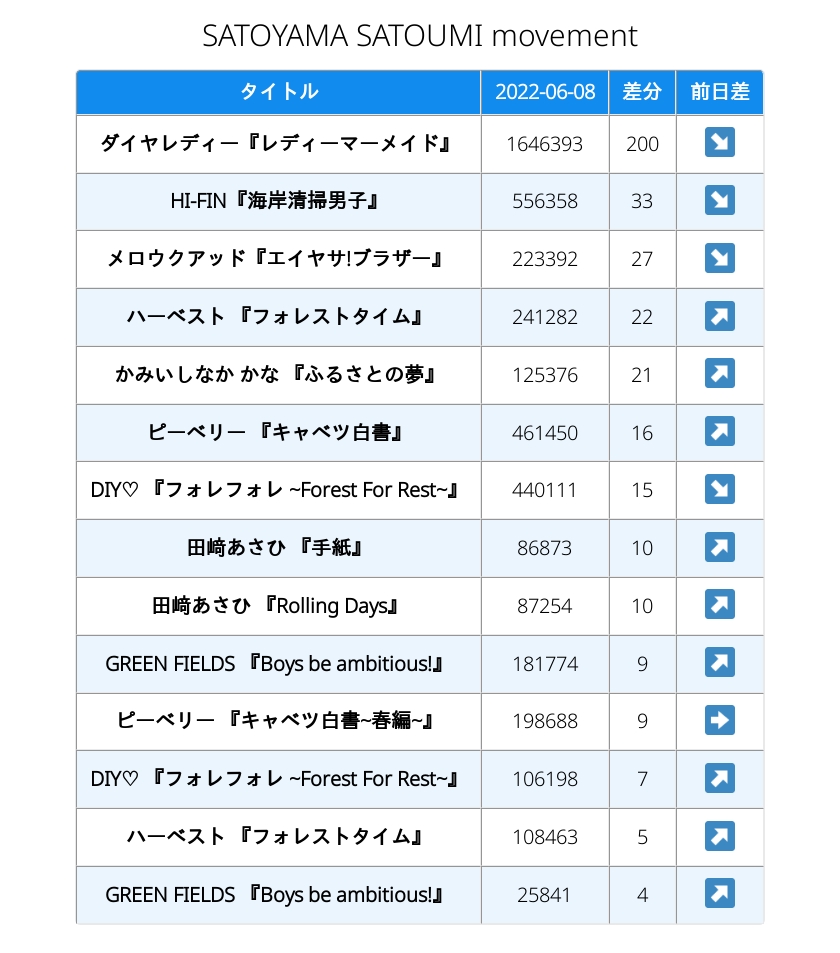 SATOYAMA SATOUMI movement
タイトル 2022-06-08 差分 前日差
ダイヤレディー『レディーマーメイド』 1646393 200 ↘
HI-FIN『海岸清掃男子』 556358 33 ↘
メロウクアッド『エイヤサ!ブラザー』 223392 27 ↘
ハーベスト 『フォレストタイム』 241282 22 ↗
かみいしなか かな 『ふるさとの夢』 125376 21 ↗
ピーベリー 『キャベツ白書』 461450 16 ↗
DIY♡ 『フォレフォレ ~Forest For Rest~』 440111 15 ↘
田﨑あさひ 『手紙』 86873 10 ↗
田﨑あさひ 『Rolling Days』 87254 10 ↗
GREEN FIELDS 『Boys be ambitious!』 181774 9 ↗
ピーベリー 『キャベツ白書~春編~』 198688 9 ➡
DIY♡ 『フォレフォレ ~Forest For Rest~』 106198 7 ↗
ハーベスト 『フォレストタイム』 108463 5 ↗
GREEN FIELDS 『Boys be ambitious!』 25841 4 ↗